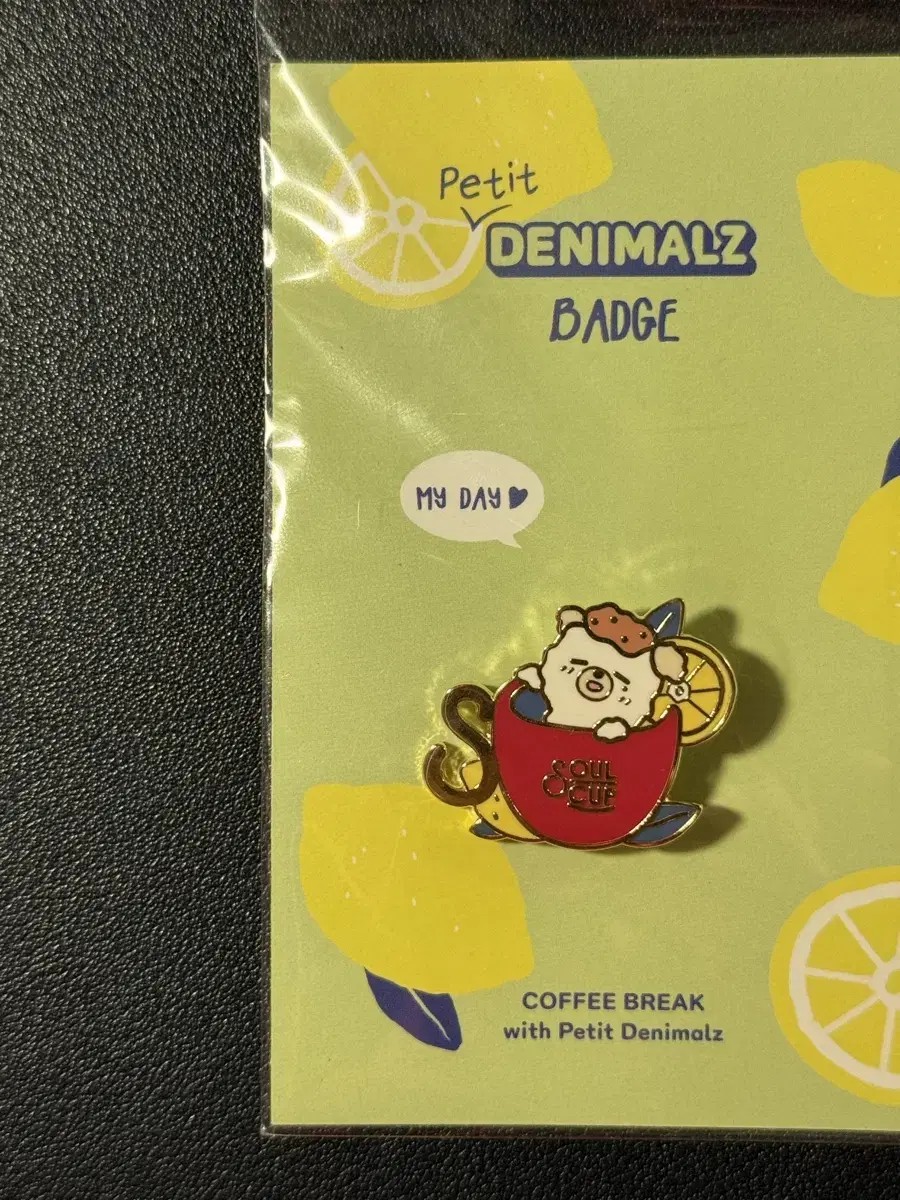 Petit
DENIMALZ
BADGE
MY DAY♥
SOUL
CUP
COFFEE BREAK
with Petit Denimalz